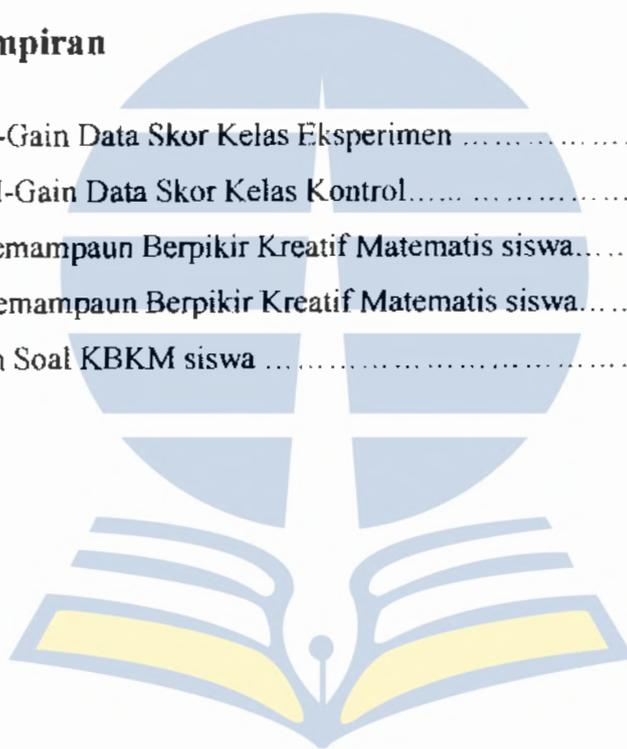 mpiran
-Gain Data Skor Kelas Eksperimen ....................
I-Gain Data Skor Kelas Kontrol....................
emampaun Berpikir Kreatif Matematis siswa......
emampaun Berpikir Kreatif Matematis siswa......
n Soal KBKM siswa ........................................